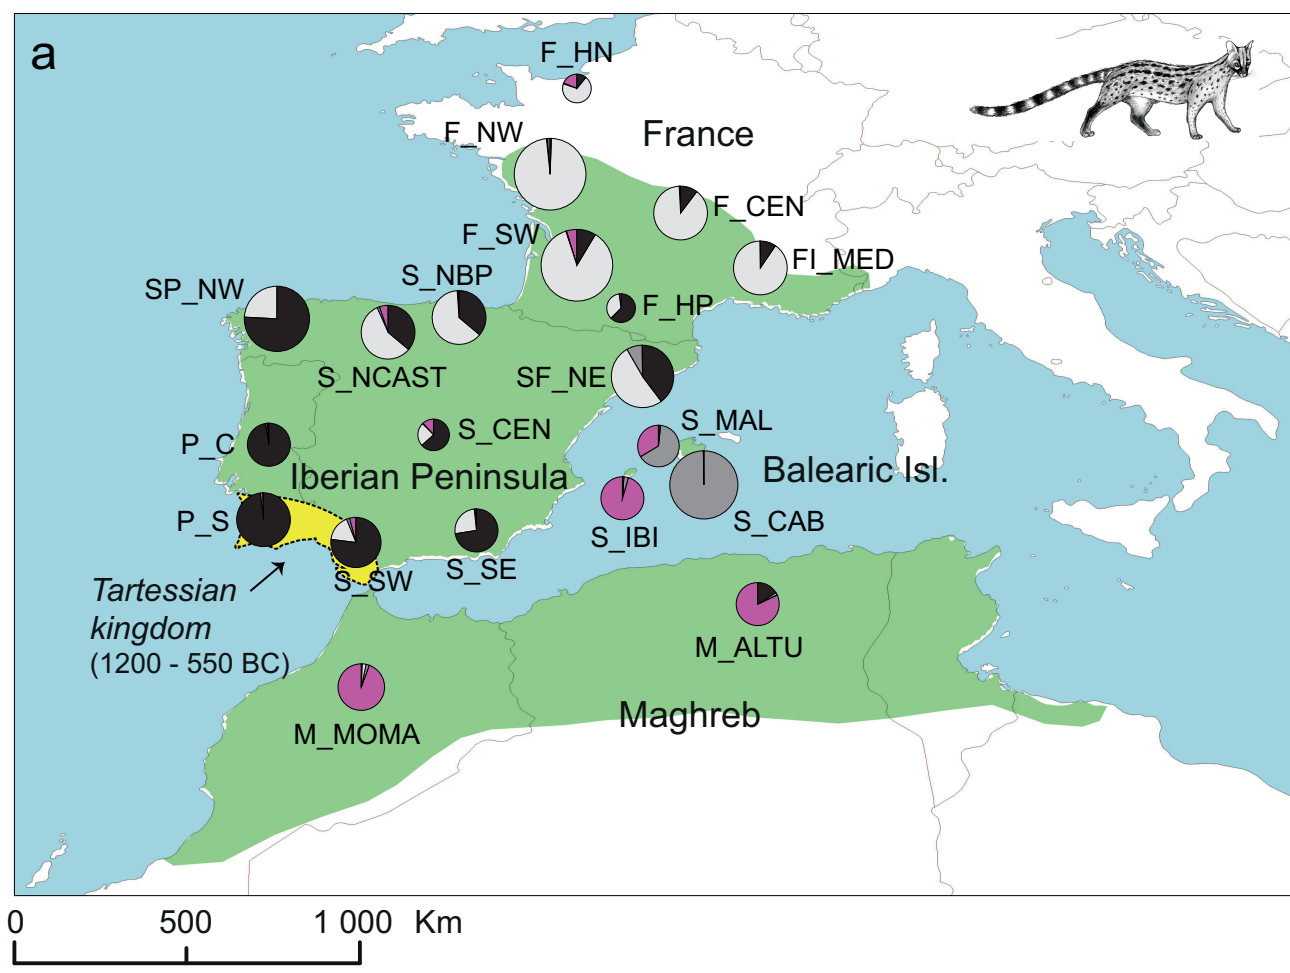 a
F_HN
F_NW
France
F_CEN
F_SW
FI_MED
S_NBP
SP_NW
F_HP
S_NCAST
SF_NE
S_MAL
S_CEN
P_C
Iberian Peninsula
Balearic Isl.
P_S
S_CAB
S_IBI
S_SE
S_SW
Tartessian
kingdom
(1200 - 550 BC)
M_ALTU
Maghreb
M_MOMA
0 500 1 000 Km